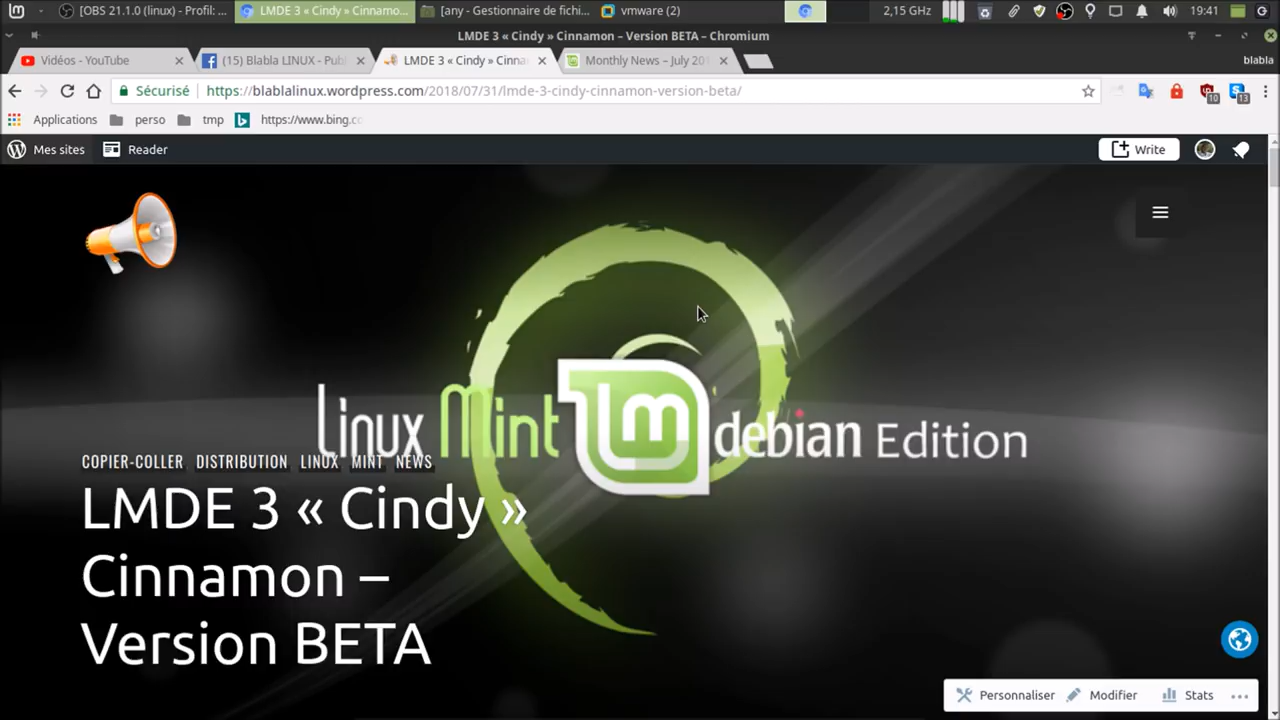 [OBS 21.1.0 (linux) - Profil: ...
LMDE 3 « Cindy » Cinnamo...
[any - Gestionnaire de fichi...
vmware (2)
2,15 GHz
19:41
LMDE 3 « Cindy » Cinnamon – Version BETA – Chromium
Vidéos - YouTube
(15) Blabla LINUX - Pub
LMDE 3 « Cindy » Cinna
Monthly News – July 201
blabla
Sécurisé
https://blablalinux.wordpress.com/2018/07/31/lmde-3-cindy-cinnamon-version-beta/
10
13
Applications
perso
tmp
https://www.bing.co
Mes sites
Reader
Write
Linux Mint lm debian Edition
COPIER-COLLER DISTRIBUTION LINUX MINT NEWS
LMDE 3 « Cindy »
Cinnamon –
Version BETA
Personnaliser
Modifier
Stats